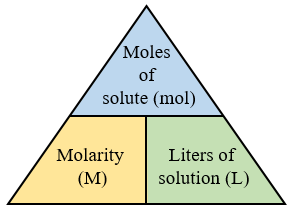 Moles
of
solute (mol)
Molarity
(M)
Liters of
solution (L)